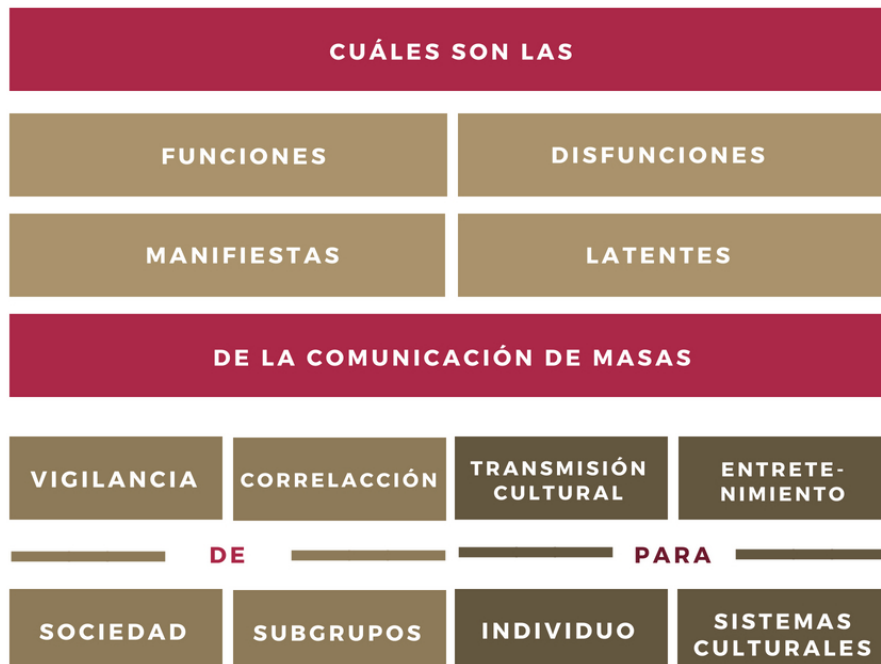 CUÁLES SON LAS
FUNCIONES
DISFUNCIONES
MANIFIESTAS
LATENTES
DE LA COMUNICACIÓN DE MASAS
VIGILANCIA
CORRELACCIÓN
TRANSMISIÓN
CULTURAL
ENTRETE-
NIMIENTO
DE
PARA
SOCIEDAD
SUBGRUPOS
INDIVIDUO
SISTEMAS
CULTURALES